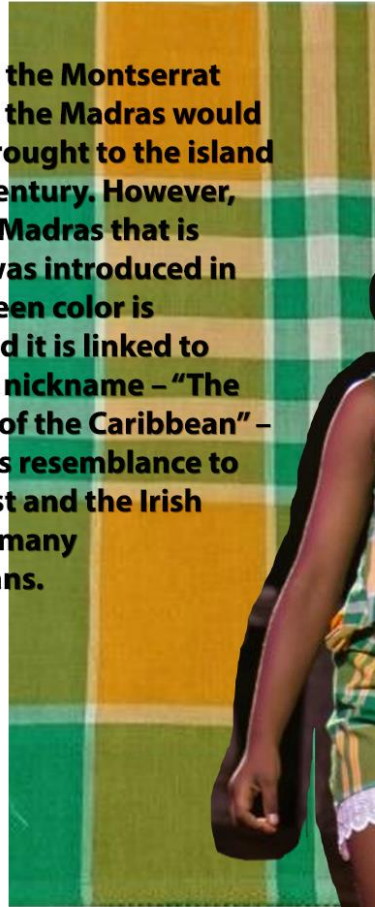 the Montserrat
the Madras would
rought to the island
entury. However,
Madras that is
was introduced in
een color is
d it is linked to
nickname – “The
of the Caribbean” –
s resemblance to
st and the Irish
many
ns.